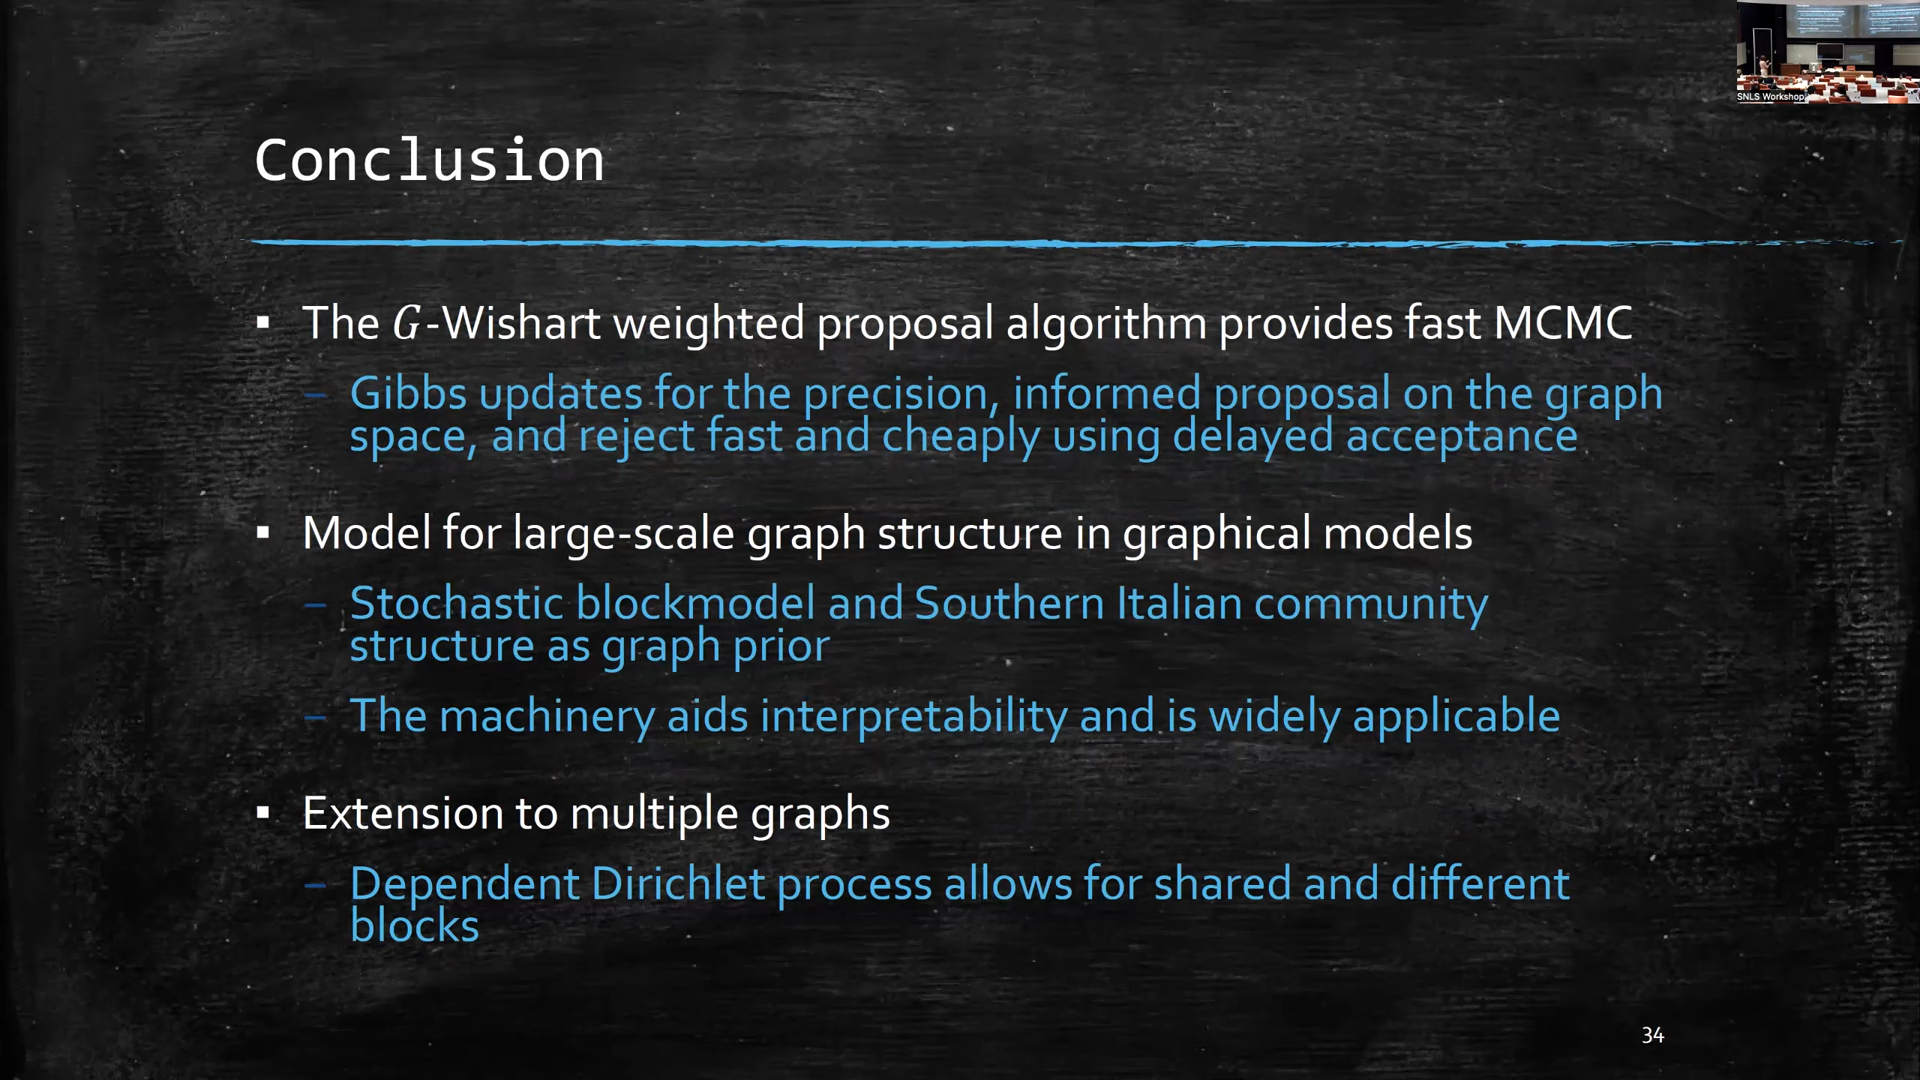 SNLS Workshop
Conclusion
▪ The G-Wishart weighted proposal algorithm provides fast MCMC
– Gibbs updates for the precision, informed proposal on the graph
space, and reject fast and cheaply using delayed acceptance
▪ Model for large-scale graph structure in graphical models
– Stochastic blockmodel and Southern Italian community
structure as graph prior
– The machinery aids interpretability and is widely applicable
▪ Extension to multiple graphs
– Dependent Dirichlet process allows for shared and different
blocks
34